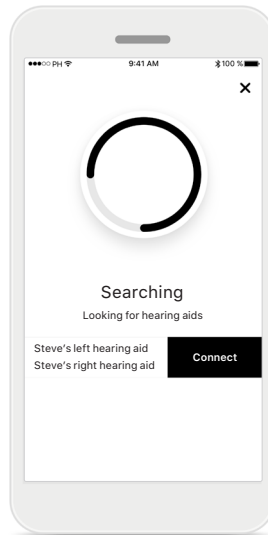 ●●●○○ PH 9:41 AM 100 %
Searching
Looking for hearing aids
Steve's left hearing aid
Steve's right hearing aid
Connect